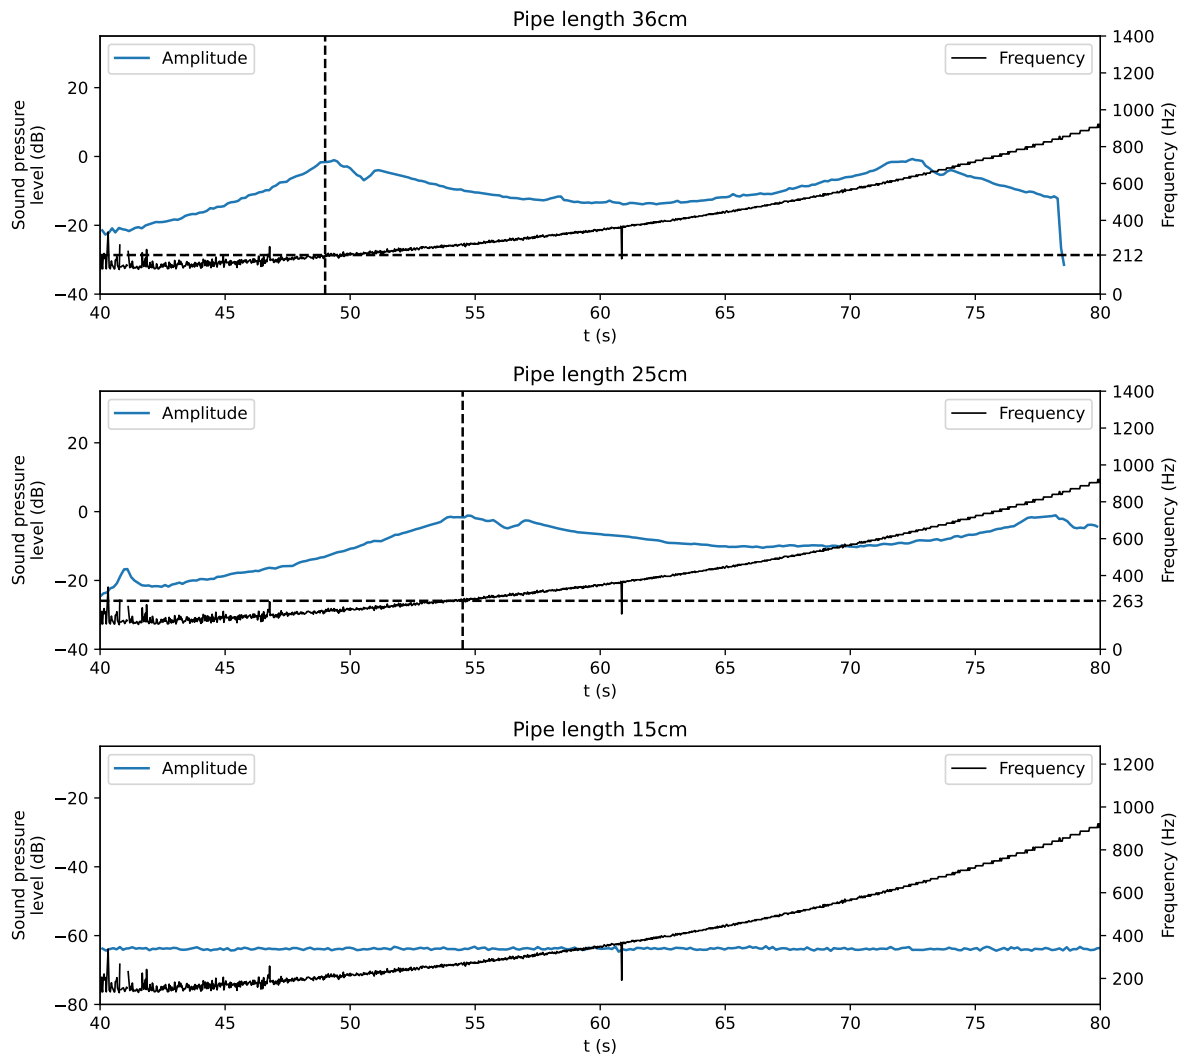 Pipe length 36cm
Amplitude
Frequency
Sound pressure
level (dB)
20
0
−20
−40
1400
1200
1000
800
600
400
212
0
Frequency (Hz)
40 45 50 55 60 65 70 75 80
t (s)
Pipe length 25cm
Amplitude
Frequency
Sound pressure
level (dB)
20
0
−20
−40
1400
1200
1000
800
600
400
263
0
Frequency (Hz)
40 45 50 55 60 65 70 75 80
t (s)
Pipe length 15cm
Amplitude
Frequency
Sound pressure
level (dB)
−20
−40
−60
−80
1200
1000
800
600
400
200
Frequency (Hz)
40 45 50 55 60 65 70 75 80
t (s)